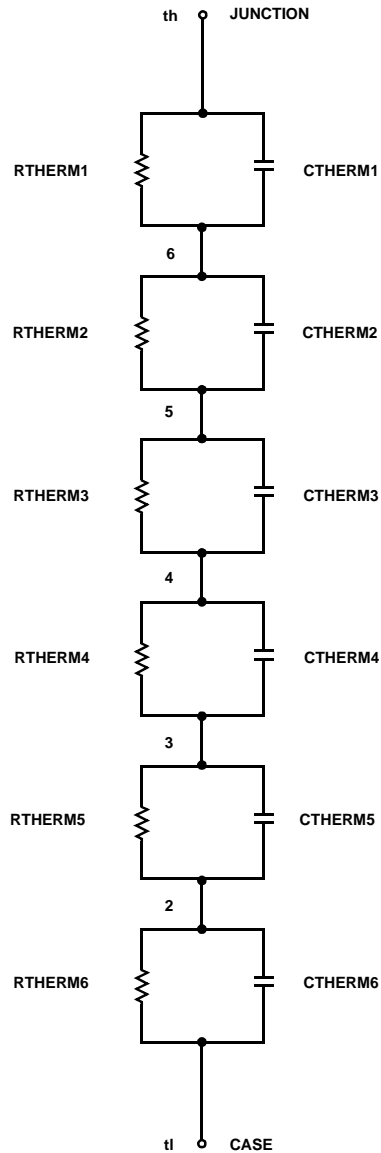 th JUNCTION
RTHERM1 CTHERM1
6
RTHERM2 CTHERM2
5
RTHERM3 CTHERM3
4
RTHERM4 CTHERM4
3
RTHERM5 CTHERM5
2
RTHERM6 CTHERM6
tl CASE